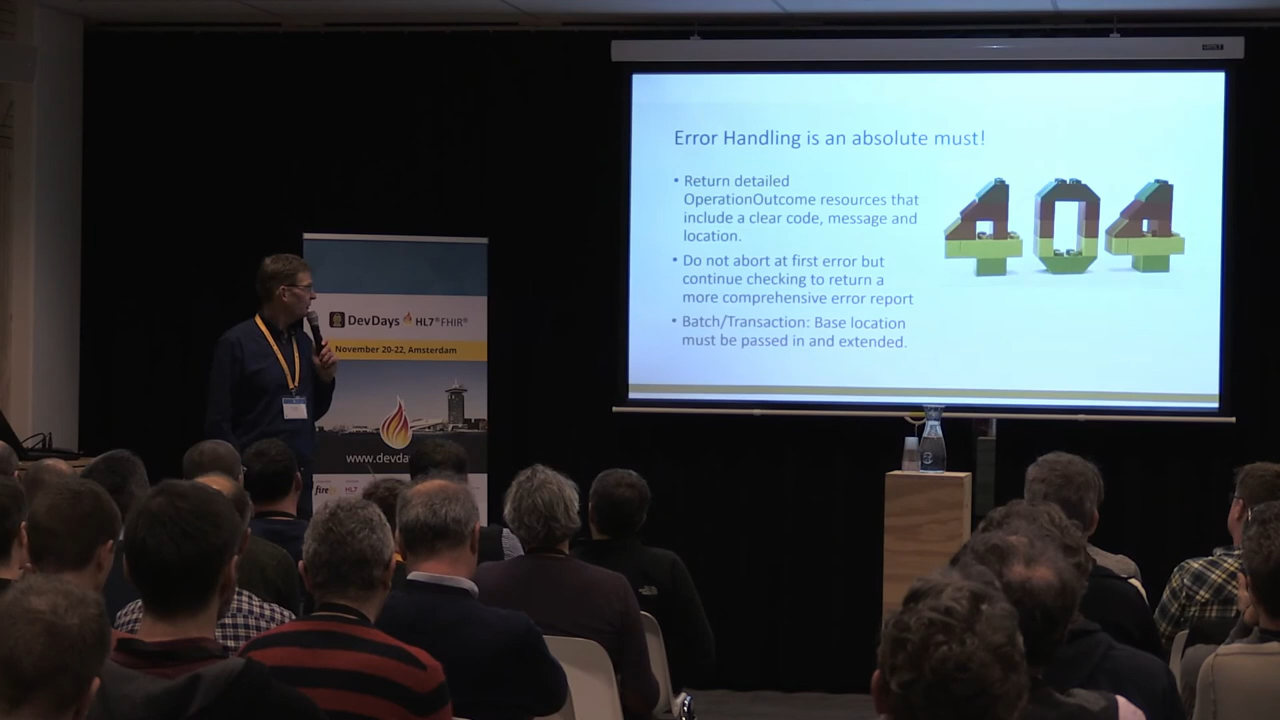 Error Handling is an absolute must!
• Return detailed
OperationOutcome resources that
include a clear code, message and
location.
• Do not abort at first error but
continue checking to return a
more comprehensive error report
• Batch/Transaction: Base location
must be passed in and extended.
404
DevDays HL7® FHIR®
November 20-22, Amsterdam
www.devda
fire
HL7